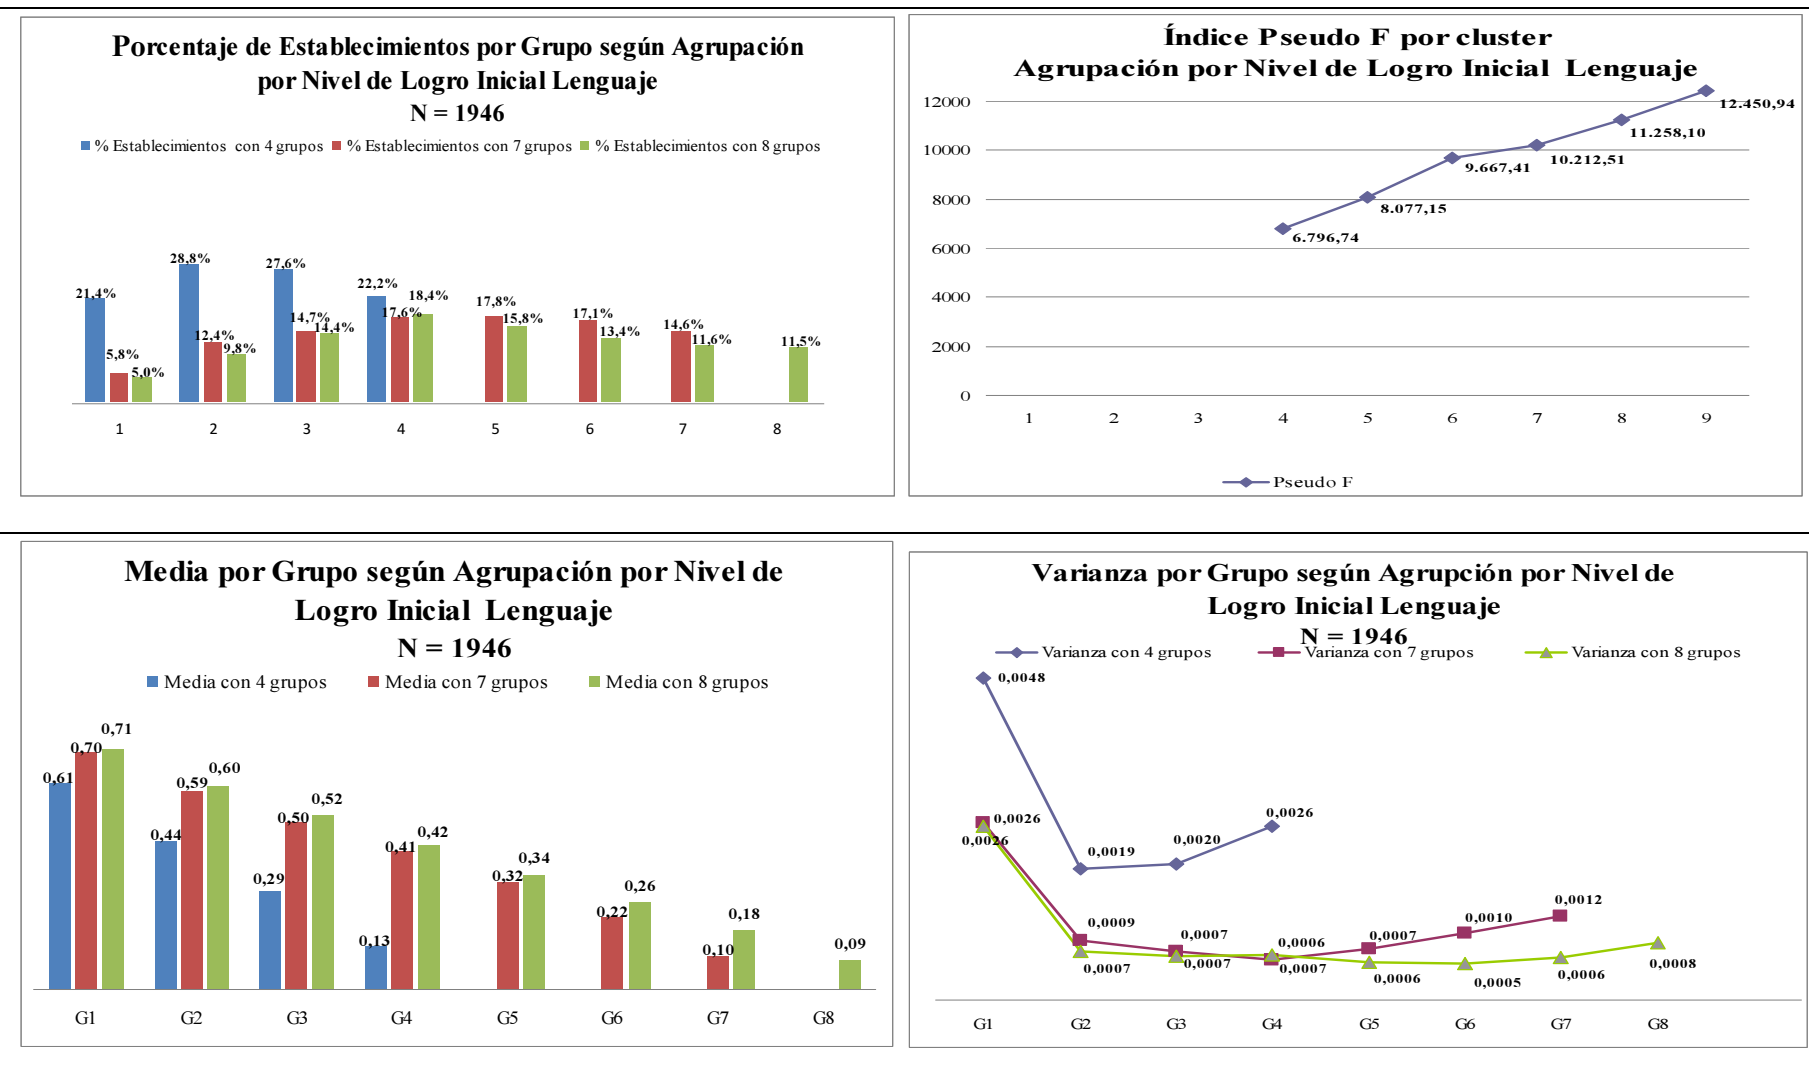 Porcentaje de Establecimientos por Grupo según Agrupación
por Nivel de Logro Inicial Lenguaje
N = 1946
% Establecimientos con 4 grupos % Establecimientos con 7 grupos % Establecimientos con 8 grupos
21,4% 5,8% 5,0%
28,8% 12,4% 9,8%
27,6% 14,7% 14,4%
22,2% 17,6% 18,4%
17,8% 15,8%
17,1% 13,4%
14,6% 11,6%
11,5%
1 2 3 4 5 6 7 8
Índice Pseudo F por cluster
Agrupación por Nivel de Logro Inicial Lenguaje
12000
10000
8000
6000
4000
2000
0
6.796,74
8.077,15
9.667,41
10.212,51
11.258,10
12.450,94
1 2 3 4 5 6 7 8 9
Pseudo F
Media por Grupo según Agrupación por Nivel de
Logro Inicial Lenguaje
N = 1946
Media con 4 grupos Media con 7 grupos Media con 8 grupos
0,61 0,70 0,71
0,44 0,59 0,60
0,29 0,50 0,52
0,13 0,41 0,42
0,32 0,34
0,22 0,26
0,10 0,18
0,09
G1 G2 G3 G4 G5 G6 G7 G8
Varianza por Grupo según Agrupción por Nivel de
Logro Inicial Lenguaje
N = 1946
Varianza con 4 grupos Varianza con 7 grupos Varianza con 8 grupos
0,0048
0,0019
0,0020
0,0026
0,0026
0,0009
0,0007
0,0006
0,0007
0,0010
0,0012
0,0026
0,0007
0,0007
0,0007
0,0006
0,0005
0,0006
0,0008
G1 G2 G3 G4 G5 G6 G7 G8